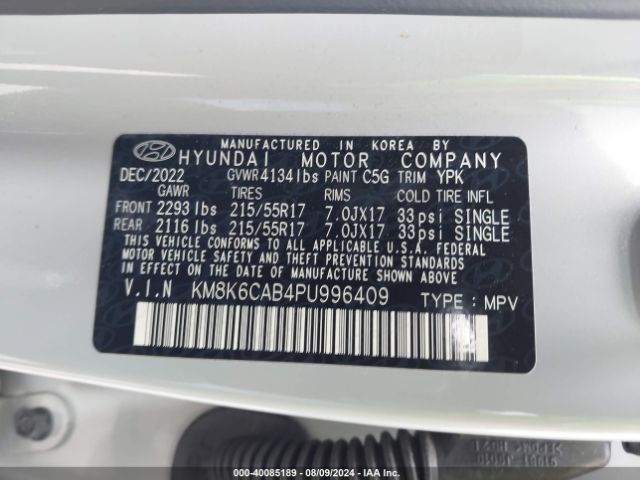 MANUFACTURED IN KOREA BY
HYUNDAI MOTOR COMPANY
DEC/2022 GVWR 4134 lbs PAINT C5G TRIM YPK
GAWR TIRES RIMS COLD TIRE INFL
FRONT 2293 lbs 215/55R17 7.0JX17 33 psi SINGLE
REAR 2116 lbs 215/55R17 7.0JX17 33 psi SINGLE
THIS VEHICLE CONFORMS TO ALL APPLICABLE U.S.A. FEDERAL
MOTOR VEHICLE SAFETY, BUMPER, AND THEFT PREVENTION STANDARDS
IN EFFECT ON THE DATE OF MANUFACTURE SHOWN ABOVE.
V.I.N KM8K6CAB4PU996409 TYPE : MPV
000-40085189 - 08/09/2024 - IAA Inc.